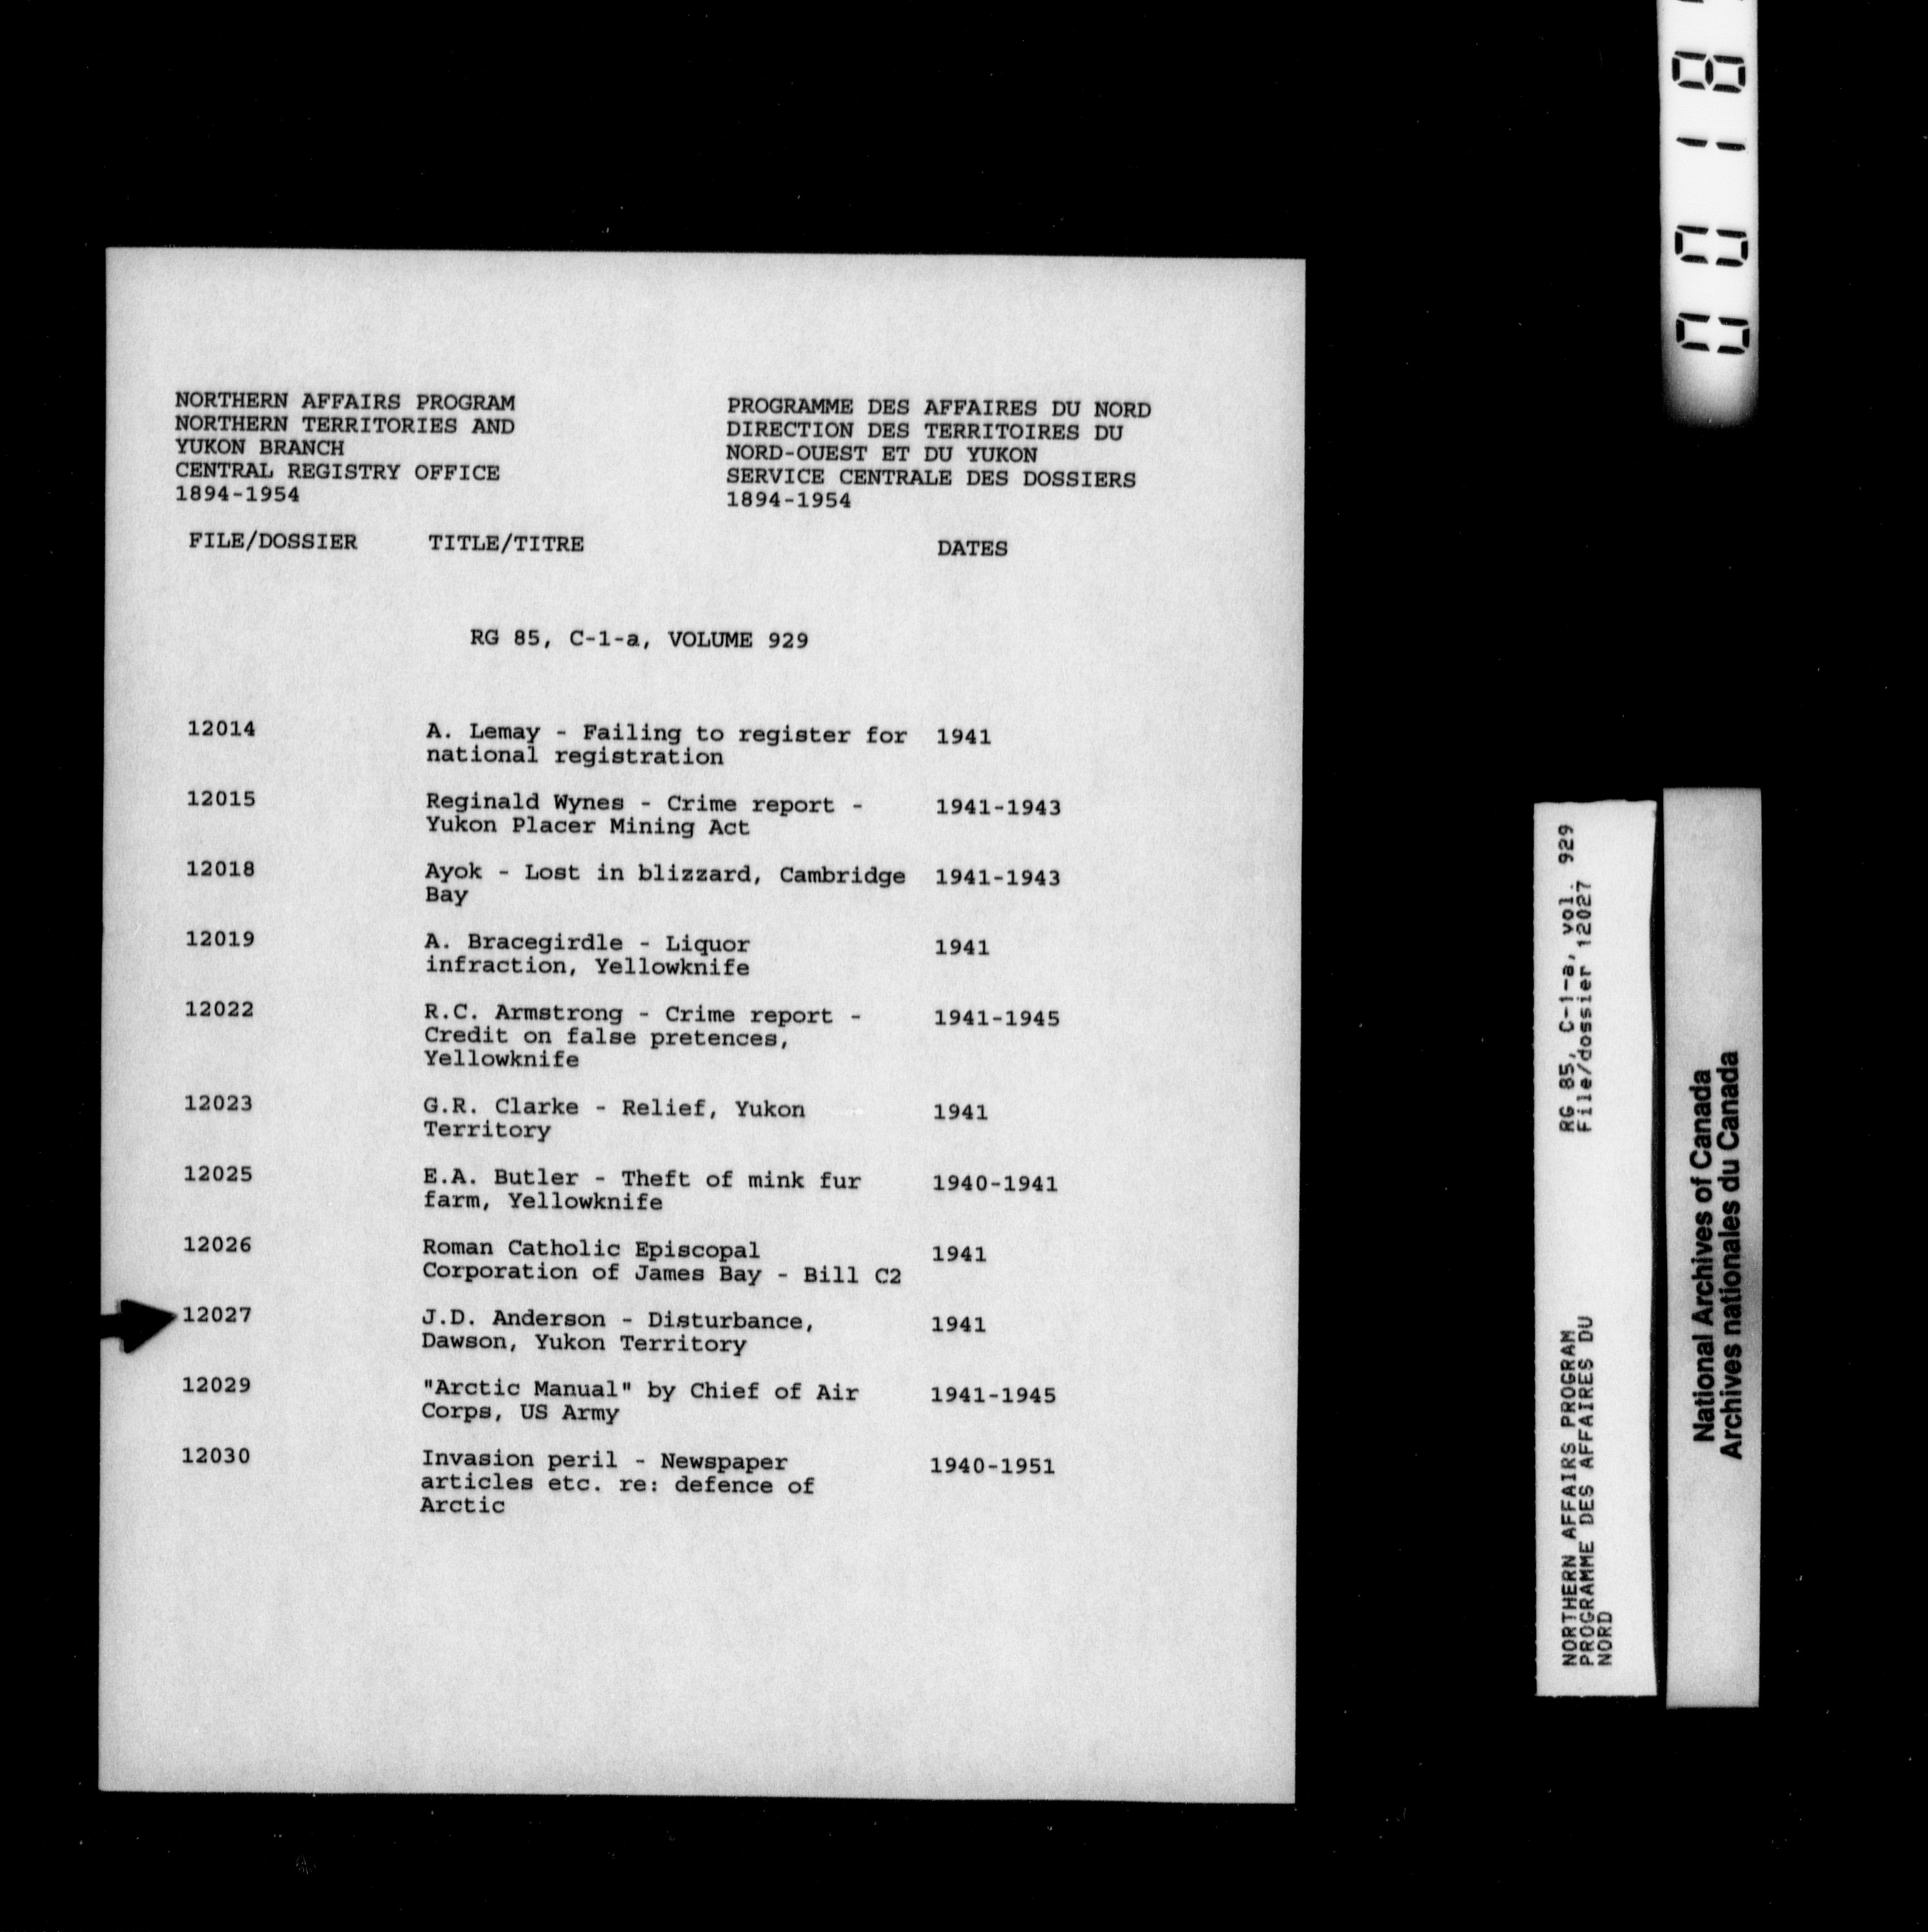 NORTHERN AFFAIRS PROGRAM
NORTHERN TERRITORIES AND
YUKON BRANCH
CENTRAL REGISTRY OFFICE
1894-1954
PROGRAMME DES AFFAIRES DU NORD
DIRECTION DES TERRITOIRES DU
NORD-OUEST ET DU YUKON
SERVICE CENTRALE DES DOSSIERS
1894-1954
FILE/DOSSIER TITLE/TITRE DATES
RG 85, C-1-a, VOLUME 929
12014 A. Lemay - Failing to register for 1941
national registration
12015 Reginald Wynes - Crime report - 1941-1943
Yukon Placer Mining Act
12018 Ayok - Lost in blizzard, Cambridge 1941-1943
Bay
12019 A. Bracegirdle - Liquor 1941
infraction, Yellowknife
12022 R.C. Armstrong - Crime report - 1941-1945
Credit on false pretences,
Yellowknife
12023 G.R. Clarke - Relief, Yukon 1941
Territory
12025 E.A. Butler - Theft of mink fur 1940-1941
farm, Yellowknife
12026 Roman Catholic Episcopal 1941
Corporation of James Bay - Bill C2
12027 J.D. Anderson - Disturbance, 1941
Dawson, Yukon Territory
12029 "Arctic Manual" by Chief of Air 1941-1945
Corps, US Army
12030 Invasion peril - Newspaper 1940-1951
articles etc. re: defence of
Arctic
NORTHERN AFFAIRS PROGRAM
PROGRAMME DES AFFAIRES DU
NORD
RG 85, C-1-a, vol. 929
File/dossier 12027
National Archives of Canada
Archives nationales du Canada
0018